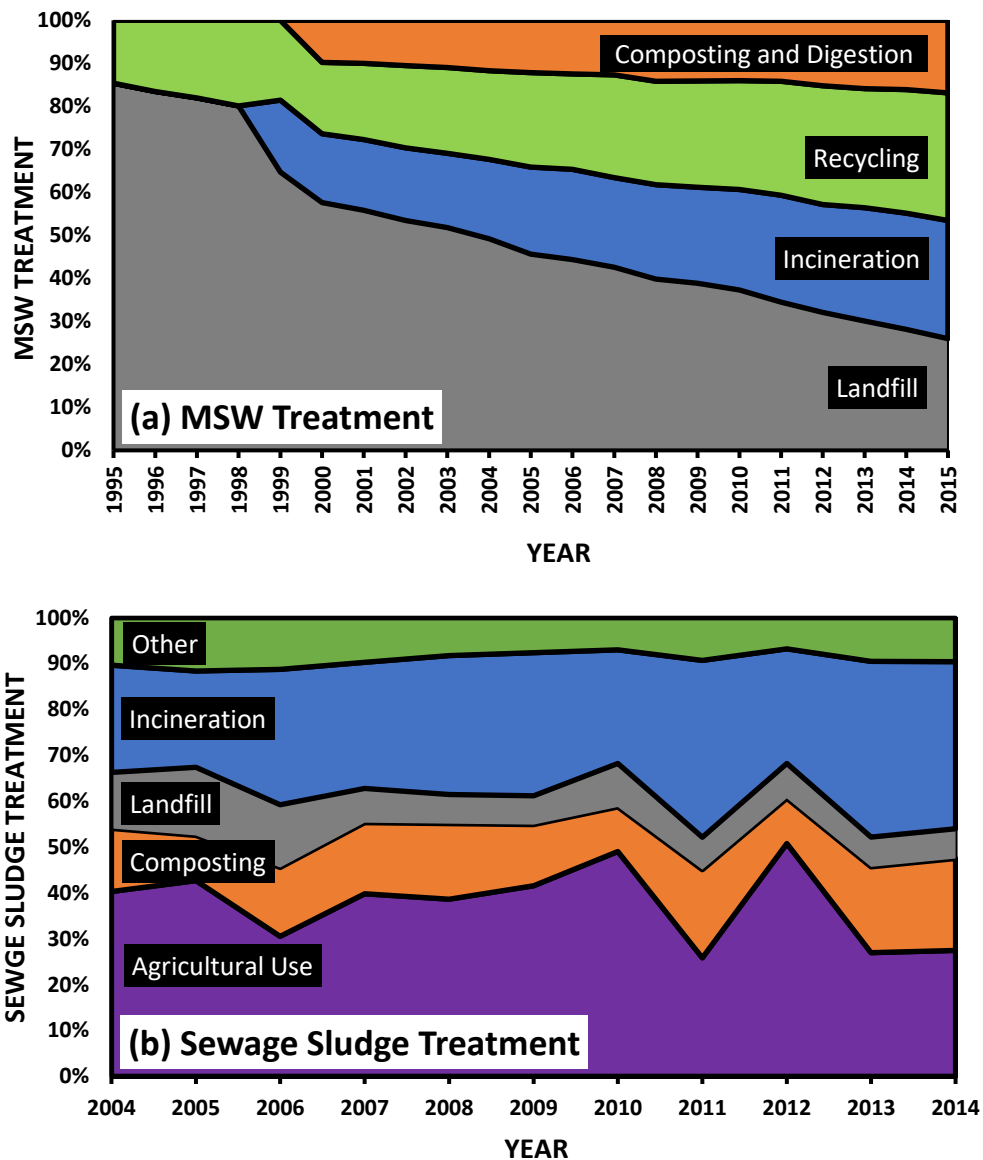 100%
90%
80%
70%
60%
50%
40%
30%
20%
10%
0%
MSW TREATMENT
Composting and Digestion
Recycling
Incineration
Landfill
(a) MSW Treatment
1995 1996 1997 1998 1999 2000 2001 2002 2003 2004 2005 2006 2007 2008 2009 2010 2011 2012 2013 2014 2015
YEAR
100%
90%
80%
70%
60%
50%
40%
30%
20%
10%
0%
SEWGE SLUDGE TREATMENT
Other
Incineration
Landfill
Composting
Agricultural Use
(b) Sewage Sludge Treatment
2004 2005 2006 2007 2008 2009 2010 2011 2012 2013 2014
YEAR